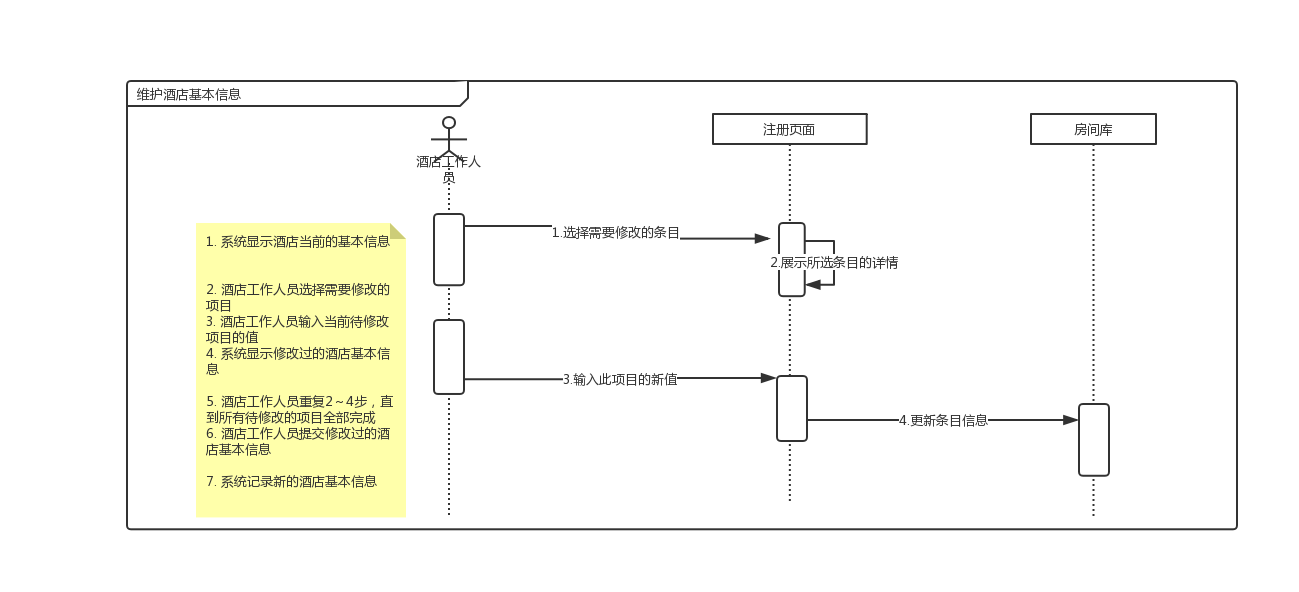 维护酒店基本信息
注册页面
房间库
酒店工作人
员
1. 系统显示酒店当前的基本信息
2. 酒店工作人员选择需要修改的
项目
3. 酒店工作人员输入当前待修改
项目的值
4. 系统显示修改过的酒店基本信
息
5. 酒店工作人员重复2～4步，直
到所有待修改的项目全部完成
6. 酒店工作人员提交修改过的酒
店基本信息
7. 系统记录新的酒店基本信息
1.选择需要修改的条目
2.展示所选条目的详情
3.输入此项目的新值
4.更新条目信息